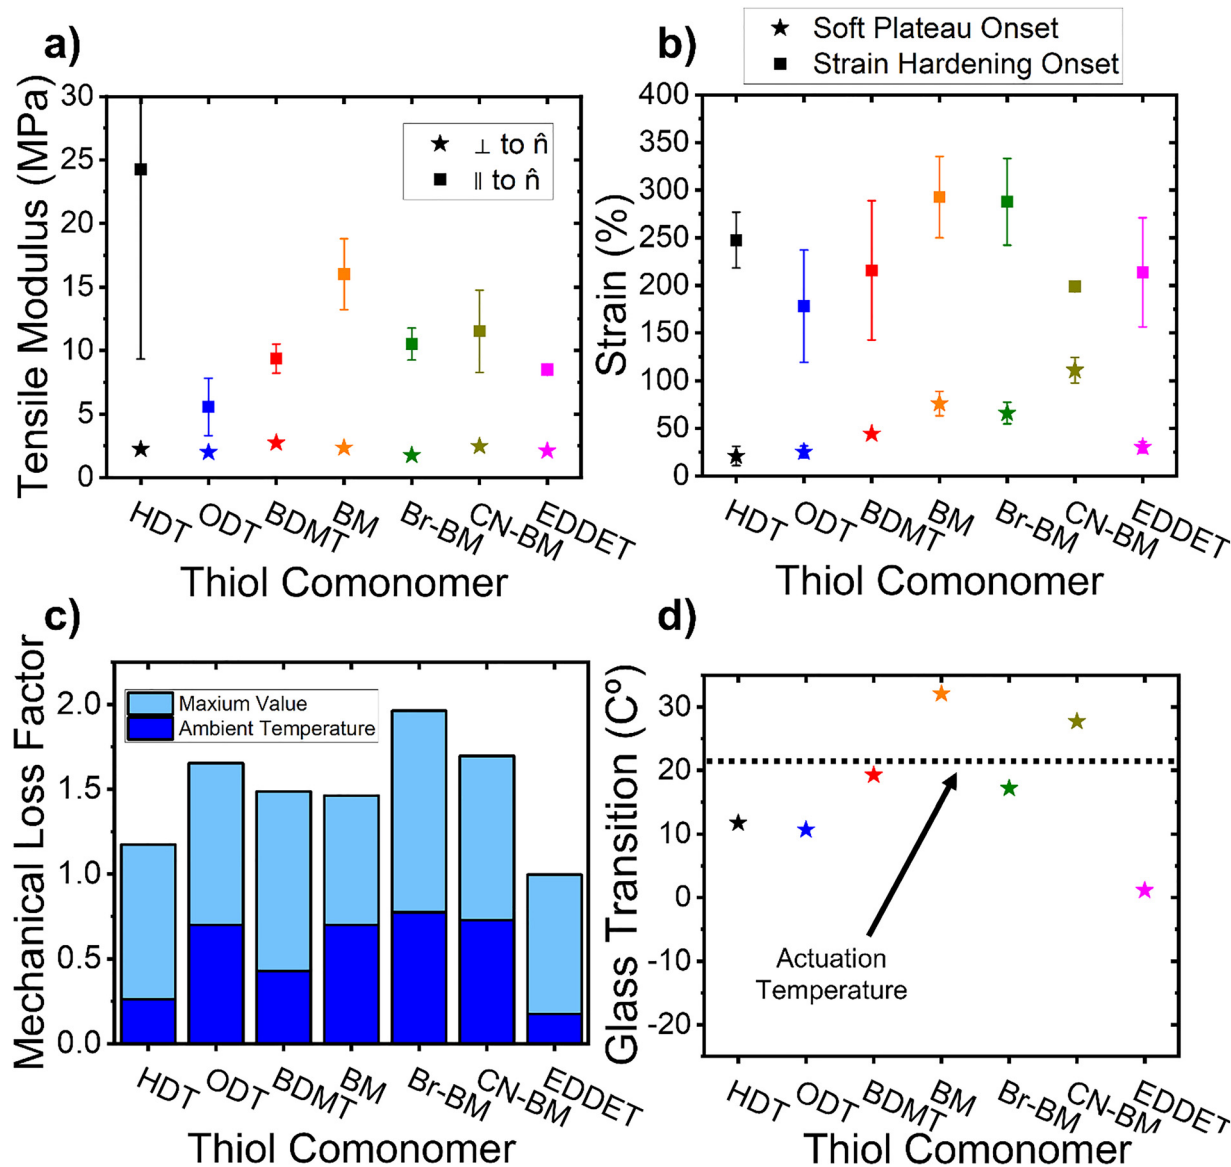 a)
Tensile Modulus (MPa)
30
25
20
15
10
5
0
⊥ to n̂
∥ to n̂
HDT
ODT
BDMT
BM
Br-BM
CN-BM
EDDET
Thiol Comonomer
b)
Soft Plateau Onset
Strain Hardening Onset
Strain (%)
400
350
300
250
200
150
100
50
0
HDT
ODT
BDMT
BM
Br-BM
CN-BM
EDDET
Thiol Comonomer
c)
Mechanical Loss Factor
2.0
1.5
1.0
0.5
0.0
Maxium Value
Ambient Temperature
HDT
ODT
BDMT
BM
Br-BM
CN-BM
EDDET
Thiol Comonomer
d)
Glass Transition (Cº)
30
20
10
0
-10
-20
Actuation
Temperature
HDT
ODT
BDMT
BM
Br-BM
CN-BM
EDDET
Thiol Comonomer